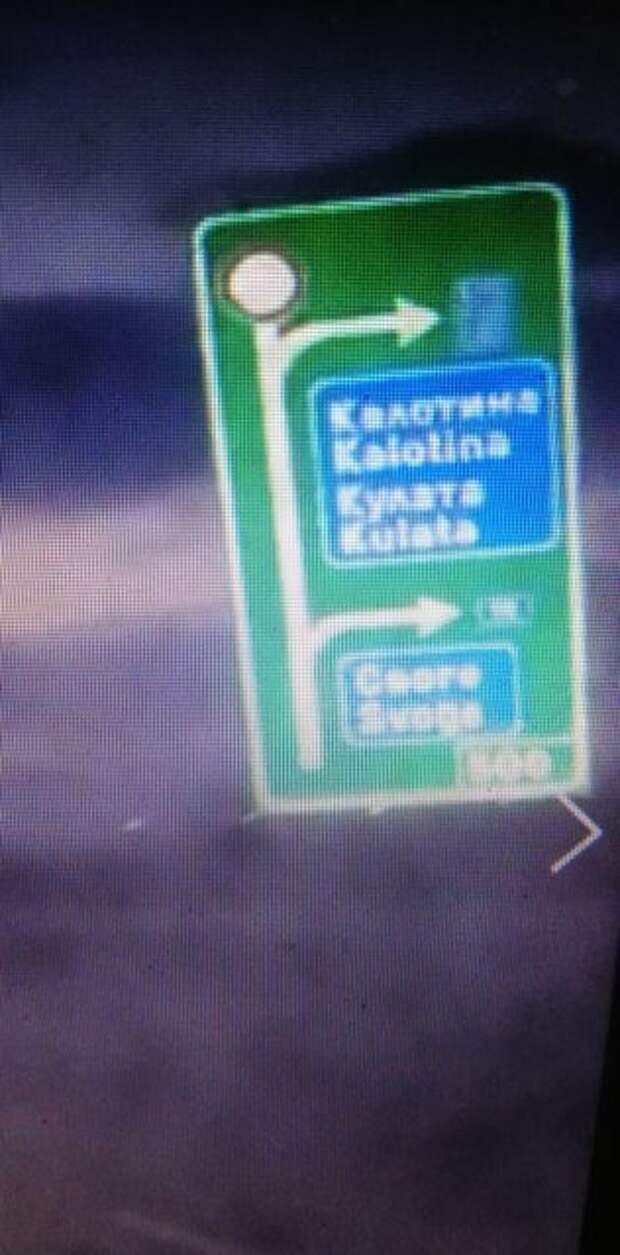 Калотина
Kalotina
Кулата
Kulata
Своге
Svoge